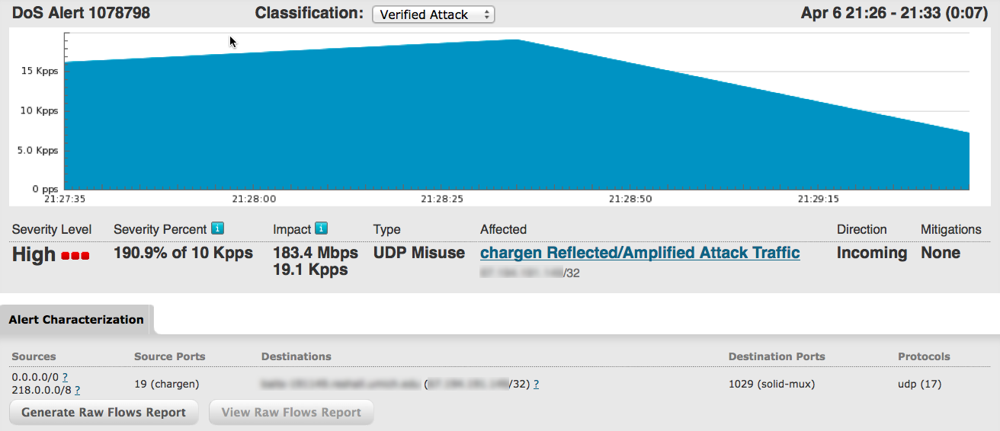 DoS Alert 1078798 Classification: Verified Attack Apr 6 21:26 - 21:33 (0:07)
15 Kpps
10 Kpps
5.0 Kpps
0 pps
21:27:35 21:28:00 21:28:25 21:28:50 21:29:15
Severity Level Severity Percent i Impact i Type Affected Direction Mitigations
High 190.9% of 10 Kpps 183.4 Mbps UDP Misuse chargen Reflected/Amplified Attack Traffic Incoming None
19.1 Kpps /32
Alert Characterization
Sources Source Ports Destinations Destination Ports Protocols
0.0.0.0/0 ?
19 (chargen) ( /32) ? 1029 (solid-mux) udp (17)
218.0.0.0/8 ?
Generate Raw Flows Report View Raw Flows Report